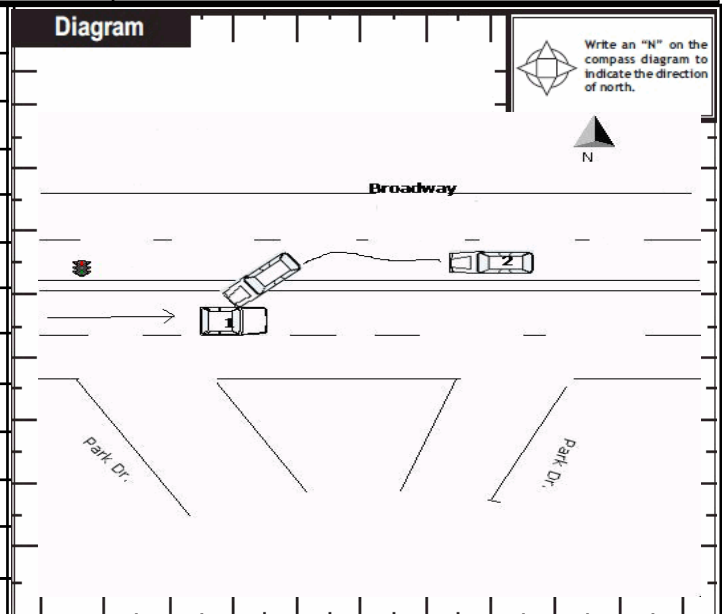 Diagram
Write an “N” on the
compass diagram to
indicate the direction
of north.
N
Broadway
2
1
Park Dr.
Park Dr.